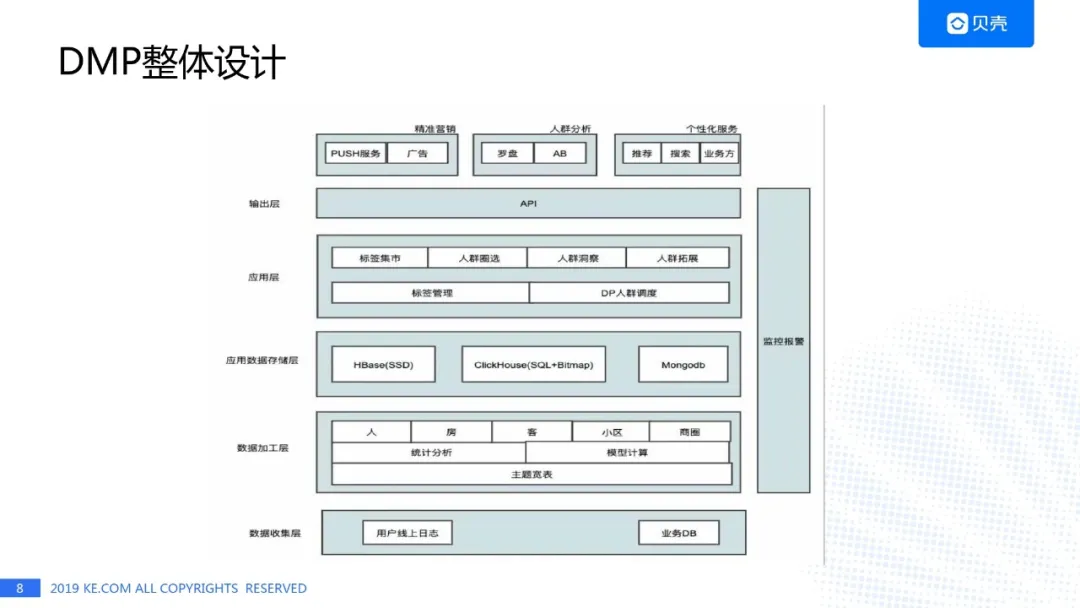 贝壳
DMP整体设计
精准营销 人群分析 个性化服务
PUSH服务 广告 罗盘 AB 推荐 搜索 业务方
输出层 API
标签集市 人群圈选 人群洞察 人群拓展
应用层
标签管理 DP人群调度
监控报警
应用数据存储层 HBase(SSD) ClickHouse(SQL+Bitmap) Mongodb
人 房 客 小区 商圈
数据加工层 统计分析 模型计算
主题宽表
数据收集层 用户线上日志 业务DB
8 2019 KE.COM ALL COPYRIGHTS RESERVED